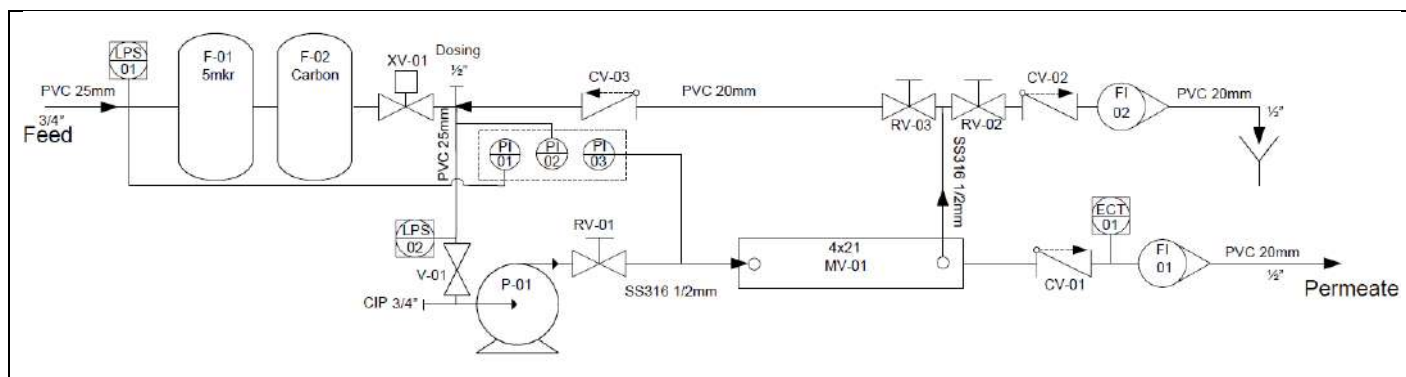 LPS
01
F-01
5mkr
F-02
Carbon
XV-01
Dosing
½"
CV-03
PVC 20mm
RV-03
RV-02
CV-02
FI
02
PVC 20mm
½"
PVC 25mm
3/4"
Feed
PVC 25mm
PI
01
PI
02
PI
03
SS316 1/2mm
LPS
02
V-01
CIP 3/4"
P-01
RV-01
SS316 1/2mm
4x21
MV-01
ECT
01
CV-01
FI
01
PVC 20mm
½"
Permeate